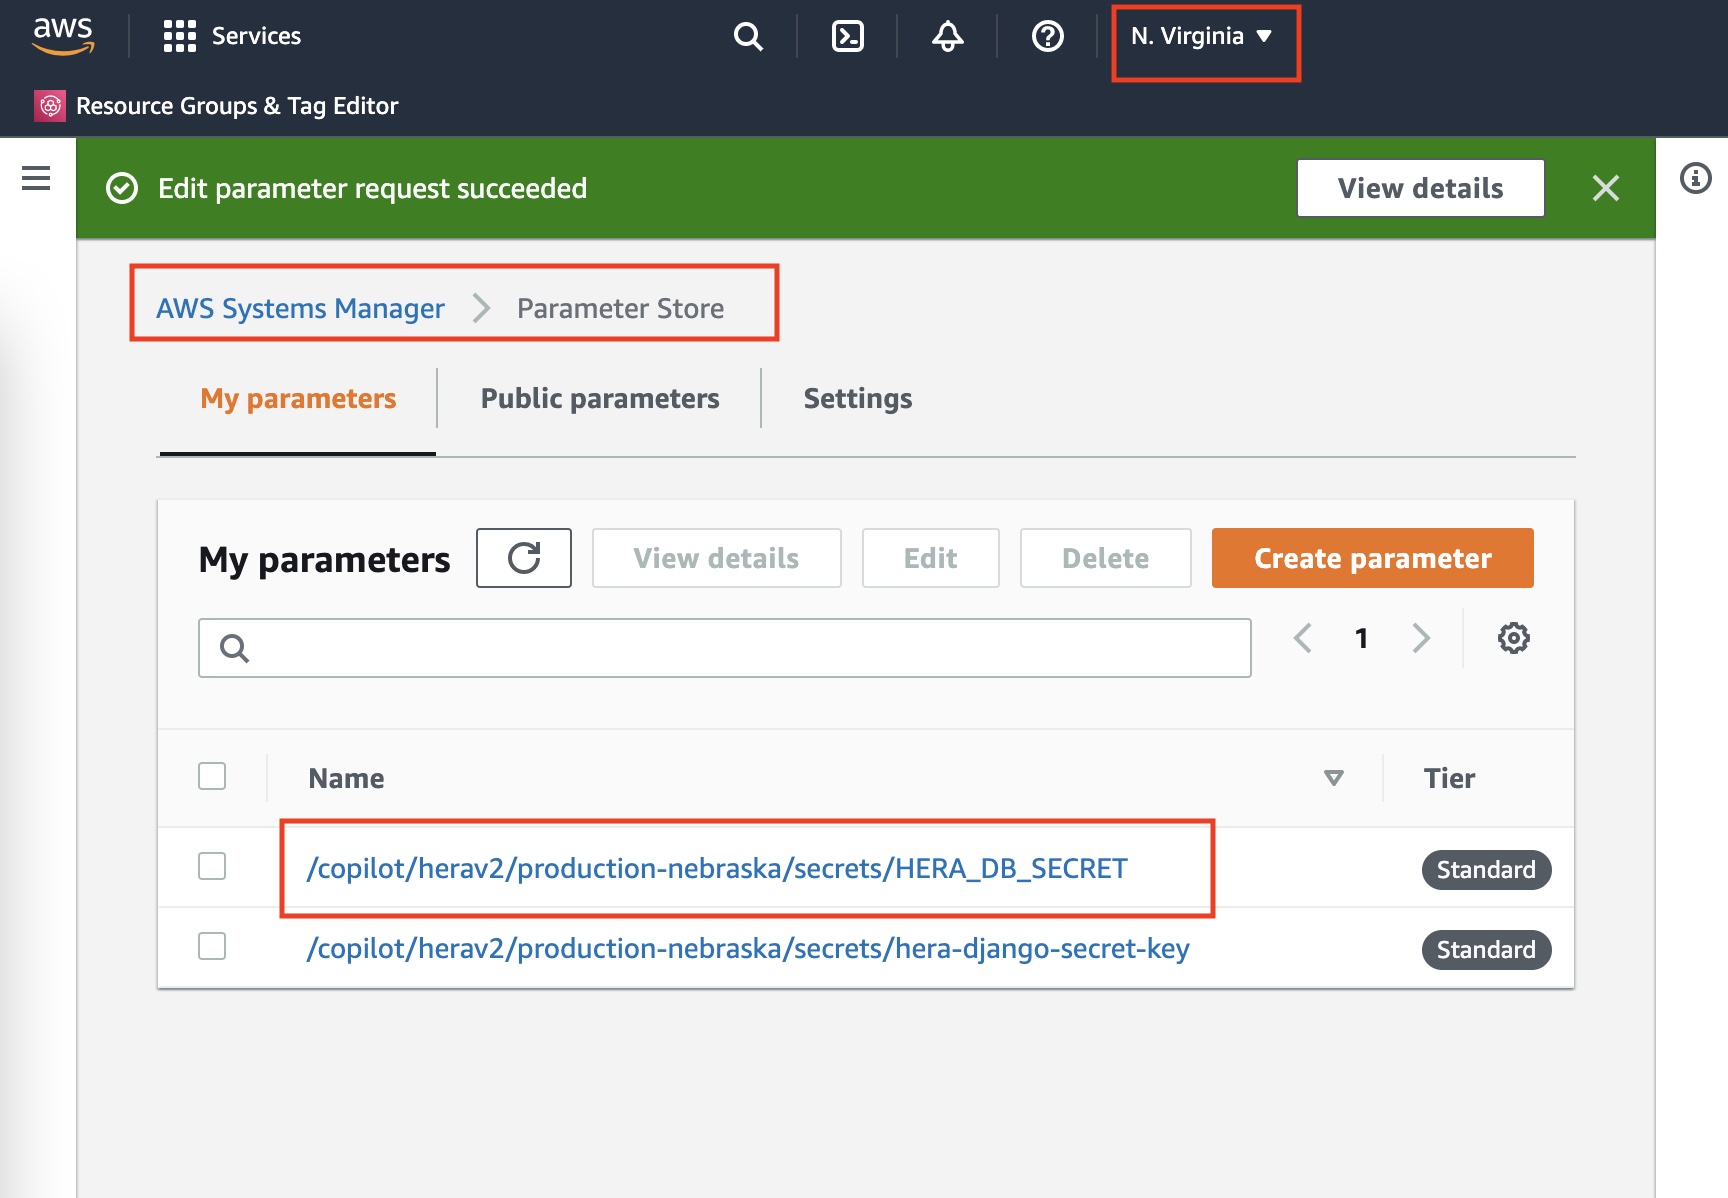 aws
Services
N. Virginia
Resource Groups & Tag Editor
Edit parameter request succeeded
View details
AWS Systems Manager
Parameter Store
My parameters
Public parameters
Settings
My parameters
View details
Edit
Delete
Create parameter
1
Name
Tier
/copilot/herav2/production-nebraska/secrets/HERA_DB_SECRET
Standard
/copilot/herav2/production-nebraska/secrets/hera-django-secret-key
Standard